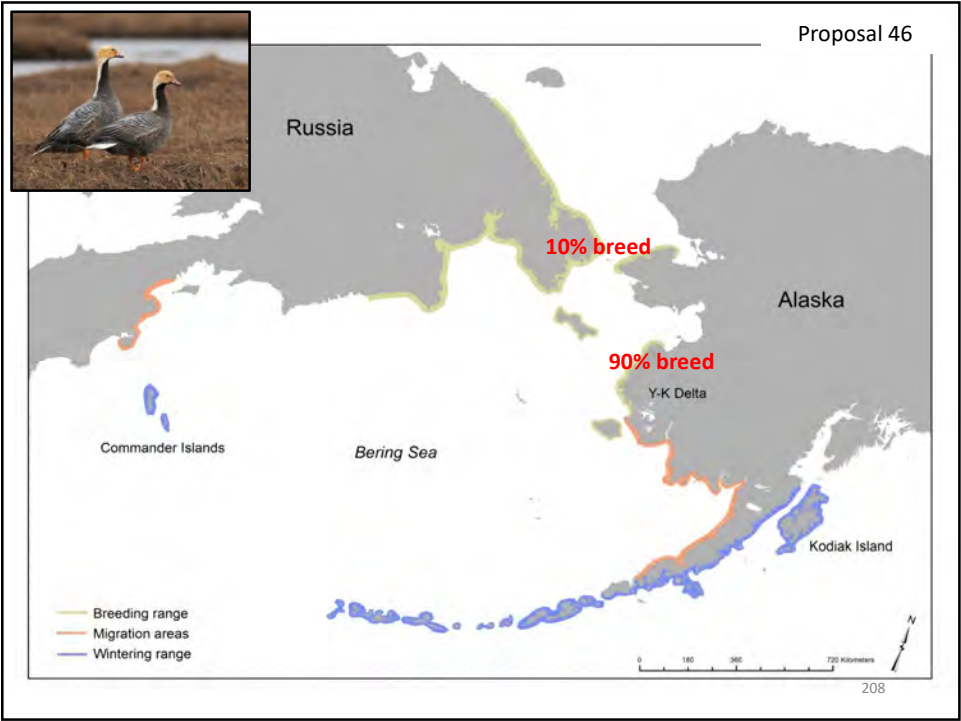 Proposal 46
Russia
10% breed
Alaska
90% breed
Y-K Delta
Commander Islands
Bering Sea
Kodiak Island
Breeding range
Migration areas
Wintering range
N
0 180 360 720 Kilometers
208